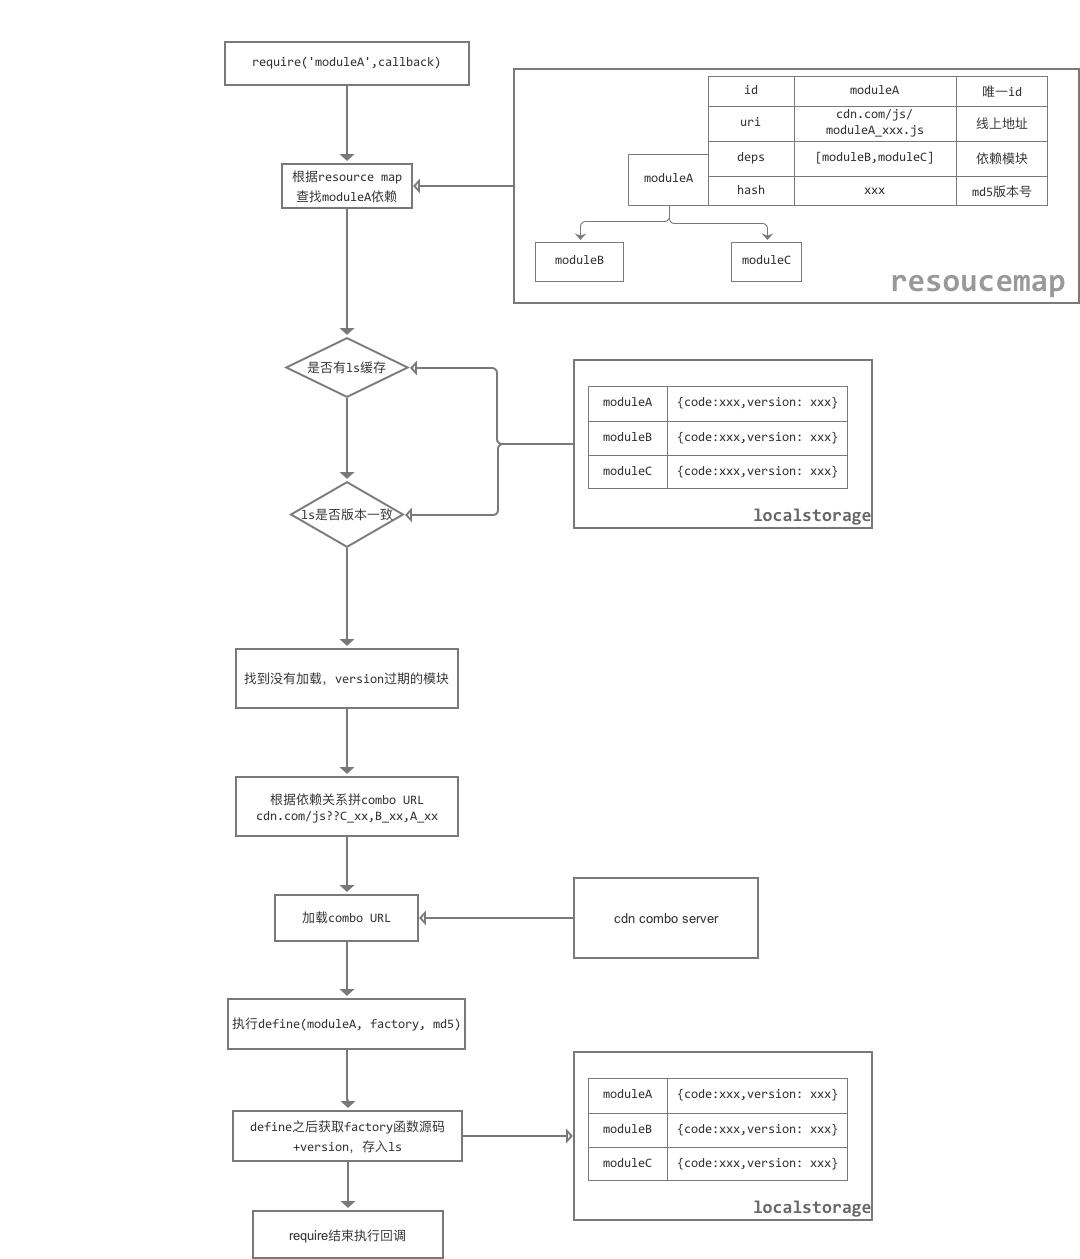 require('moduleA',callback)
根据resource map
查找moduleA依赖
id moduleA 唯一id
uri cdn.com/js/
moduleA_xxx.js 线上地址
deps [moduleB,moduleC] 依赖模块
hash xxx md5版本号
moduleA
moduleB
moduleC
resoucemap
是否有ls缓存
ls是否版本一致
moduleA {code:xxx,version: xxx}
moduleB {code:xxx,version: xxx}
moduleC {code:xxx,version: xxx}
localstorage
找到没有加载，version过期的模块
根据依赖关系拼combo URL
cdn.com/js??C_xx,B_xx,A_xx
加载combo URL
cdn combo server
执行define(moduleA, factory, md5)
define之后获取factory函数源码
+version，存入ls
moduleA {code:xxx,version: xxx}
moduleB {code:xxx,version: xxx}
moduleC {code:xxx,version: xxx}
localstorage
require结束执行回调